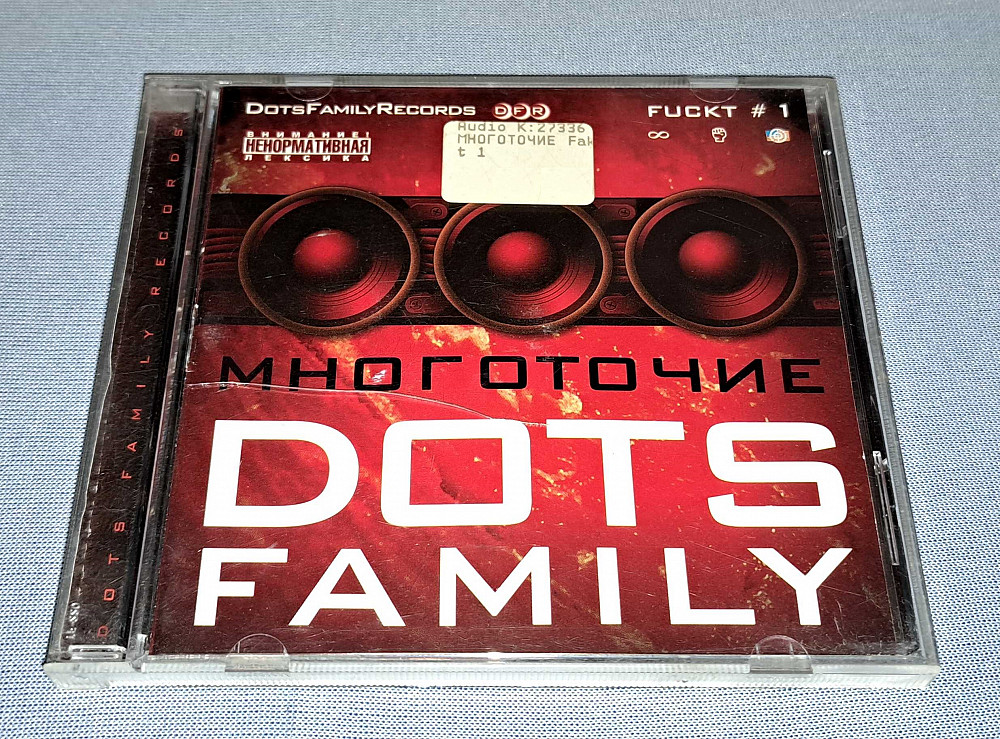 DOTSFAMILYRECORDS DFR FUCKT # 1
ВНИМАНИЕ!
НЕНОРМАТИВНАЯ
ЛЕКСИКА
Audio K:27336
МНОГОТОЧИЕ Fak
t 1
МНОГОТОЧИЕ
DOTS
FAMILY
DOTS FAMILY RECORDS